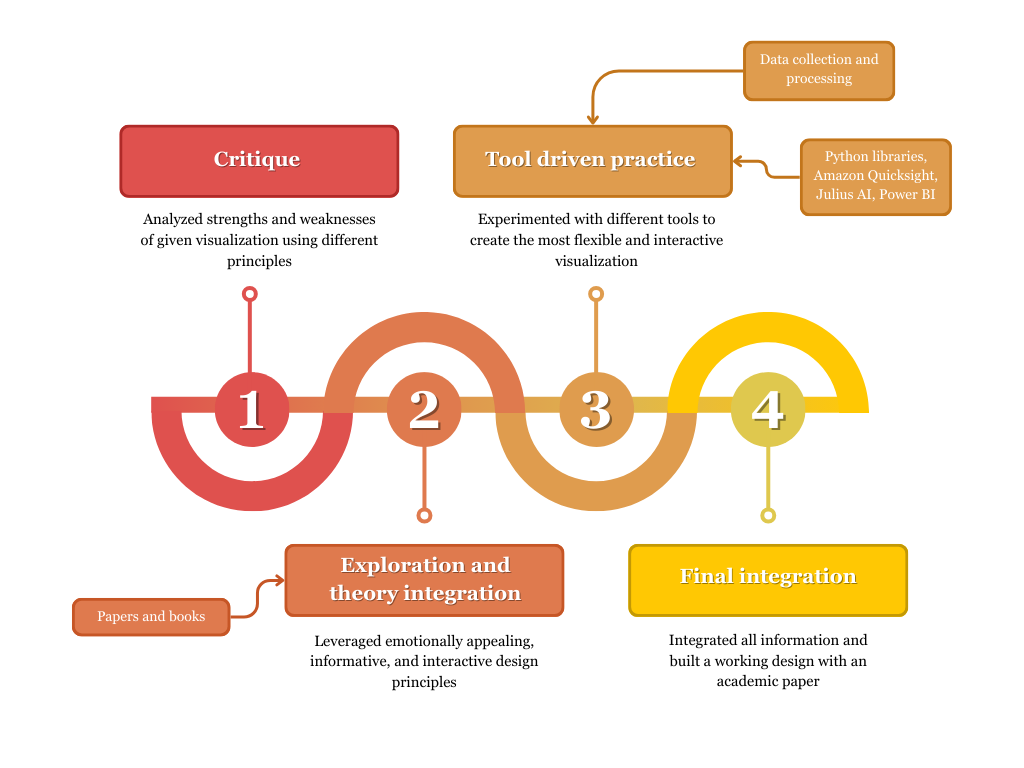 Data collection and
processing
Critique
Tool driven practice
Python libraries,
Amazon Quicksight,
Julius AI, Power BI
Analyzed strengths and weaknesses
of given visualization using different
principles
Experimented with different tools to
create the most flexible and interactive
visualization
1
2
3
4
Exploration and
theory integration
Final integration
Papers and books
Leveraged emotionally appealing,
informative, and interactive design
principles
Integrated all information and
built a working design with an
academic paper